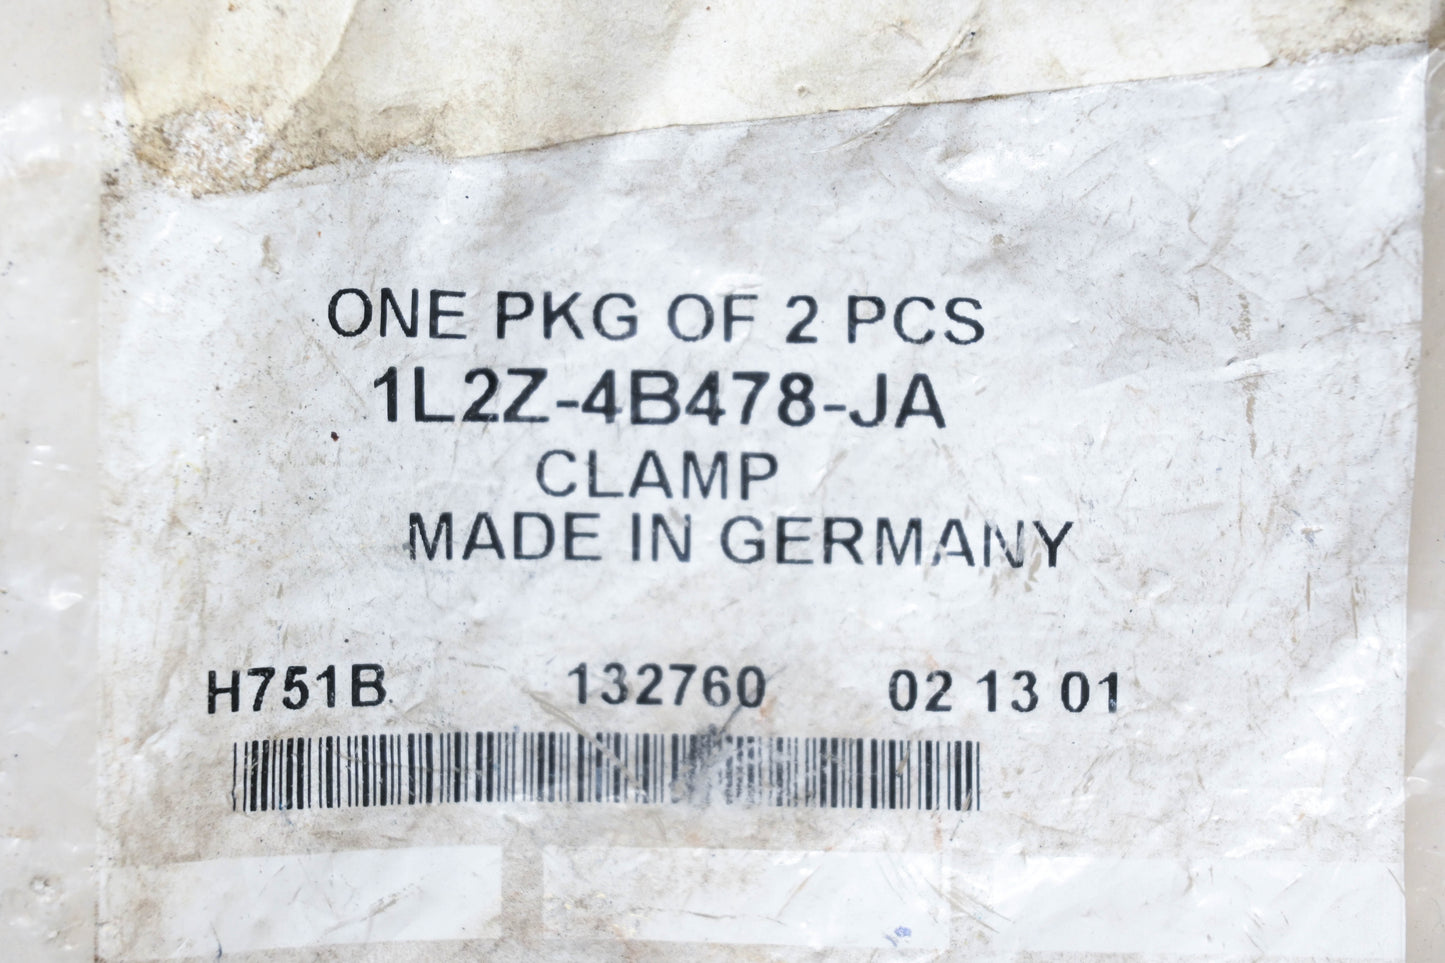 ONE PKG OF 2 PCS
1L2Z-4B478-JA
CLAMP
MADE IN GERMANY
H751B 132760 02 13 01